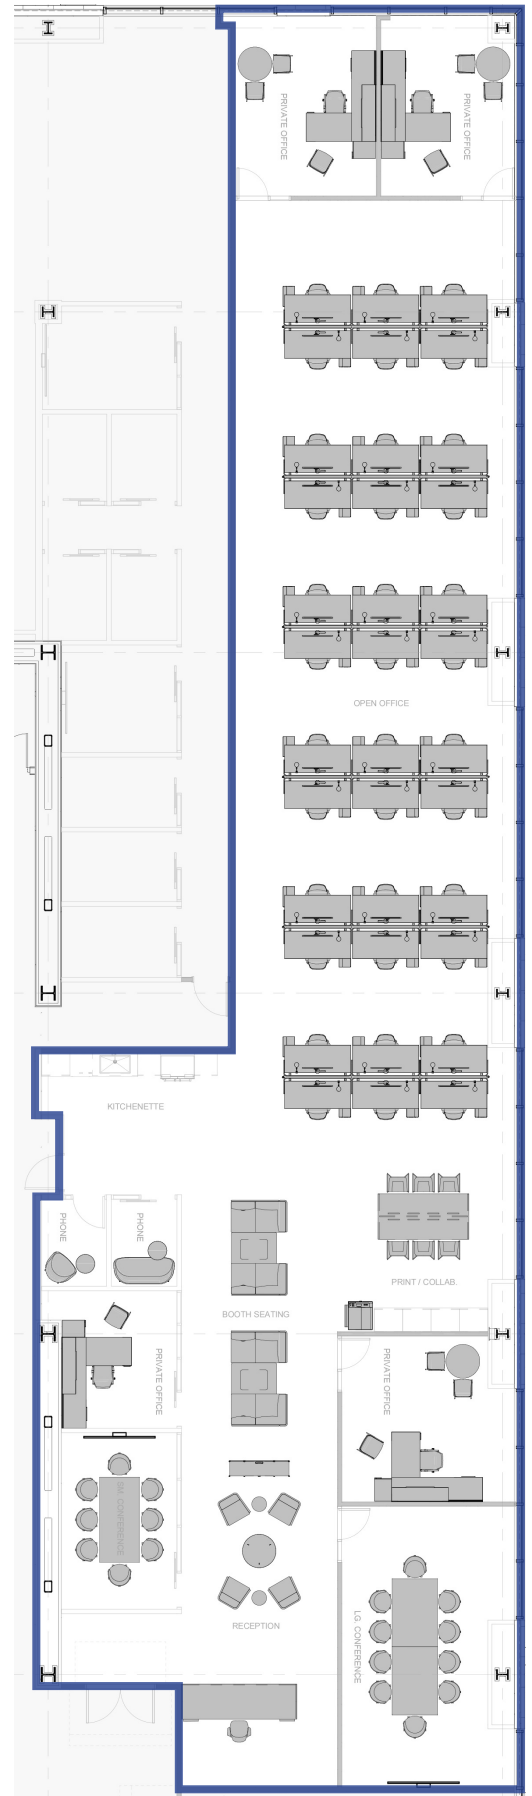 PRIVATE OFFICE
PRIVATE OFFICE
OPEN OFFICE
KITCHENETTE
PHONE
PHONE
PRINT / COLLAB.
BOOTH SEATING
PRIVATE OFFICE
PRIVATE OFFICE
SM. CONFERENCE
RECEPTION
LG. CONFERENCE